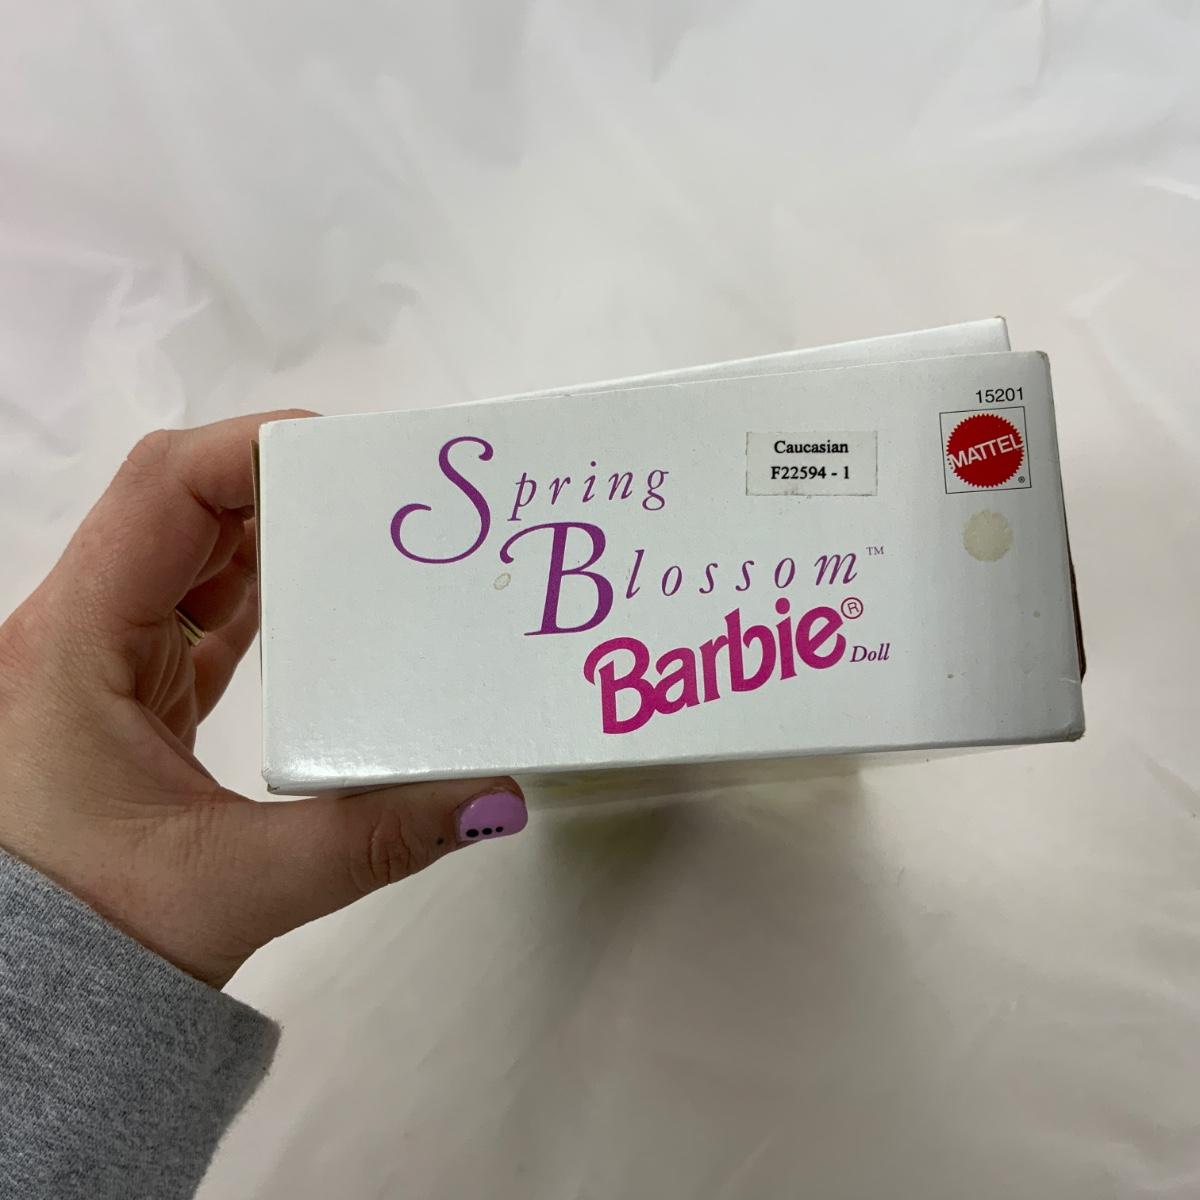 15201
MATTEL
®
Caucasian
F22594 - 1
Spring
Blossom™
Barbie®
Doll